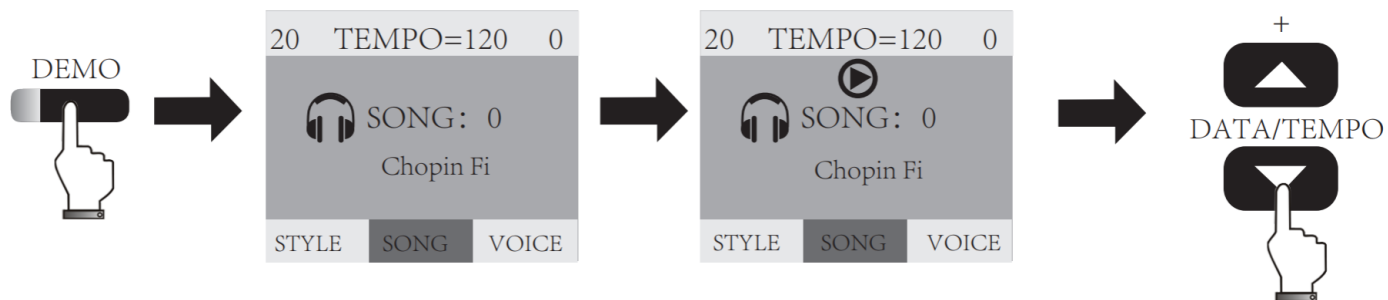 DEMO
20 TEMPO=120 0
SONG: 0
Chopin Fi
STYLE SONG VOICE
20 TEMPO=120 0
SONG: 0
Chopin Fi
STYLE SONG VOICE
+
DATA/TEMPO